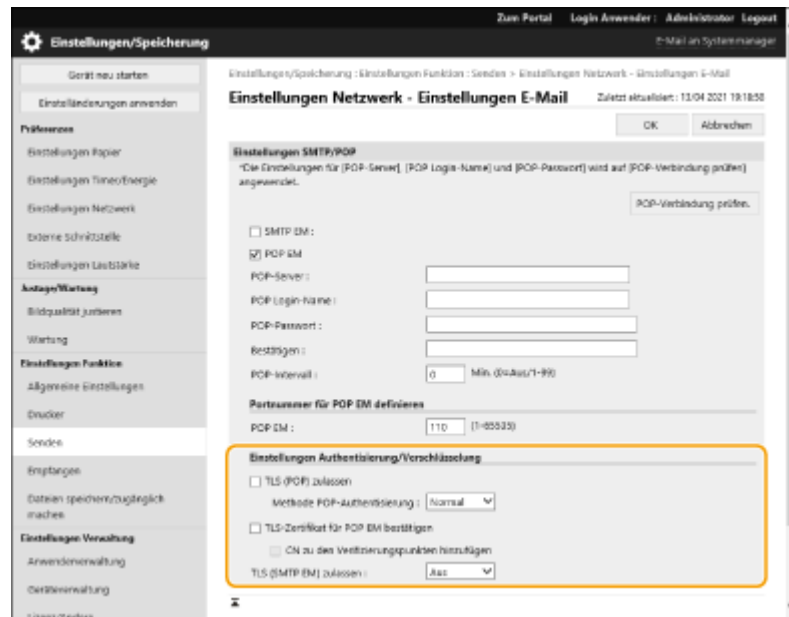 Zum Portal Login Anwender : Administrator Logout
Einstellungen/Speicherung E-Mail an Systemmanager
Gerät neu starten
Einstelländerungen anwenden
Präferenzen
Einstellungen Papier
Einstellungen Timer/Energie
Einstellungen Netzwerk
Externe Schnittstelle
Einstellungen Lautstärke
Justage/Wartung
Bildqualität justieren
Wartung
Einstellungen Funktion
Allgemeine Einstellungen
Drucker
Senden
Empfangen
Dateien speichern/zugänglich
machen
Einstellungen Verwaltung
Anwenderverwaltung
Geräteverwaltung
Einstellungen/Speicherung : Einstellungen Funktion : Senden > Einstellungen Netzwerk - Einstellungen E-Mail
Einstellungen Netzwerk - Einstellungen E-Mail Zuletzt aktualisiert : 13/04 2021 19:18:58
OK Abbrechen
Einstellungen SMTP/POP
*Die Einstellungen für [POP-Server], [POP Login-Name] und [POP-Passwort] wird auf [POP-Verbindung prüfen]
angewendet.
POP-Verbindung prüfen.
SMTP EM :
POP EM
POP-Server :
POP Login-Name :
POP-Passwort :
Bestätigen :
POP-Intervall : 0 Min. (0=Aus/1-99)
Portnummer für POP EM definieren
POP EM : 110 (1-65535)
Einstellungen Authentisierung/Verschlüsselung
TLS (POP) zulassen
Methode POP-Authentisierung : Normal
TLS-Zertifikat für POP EM bestätigen
CN zu den Verifizierungspunkten hinzufügen
TLS (SMTP EM) zulassen : Aus